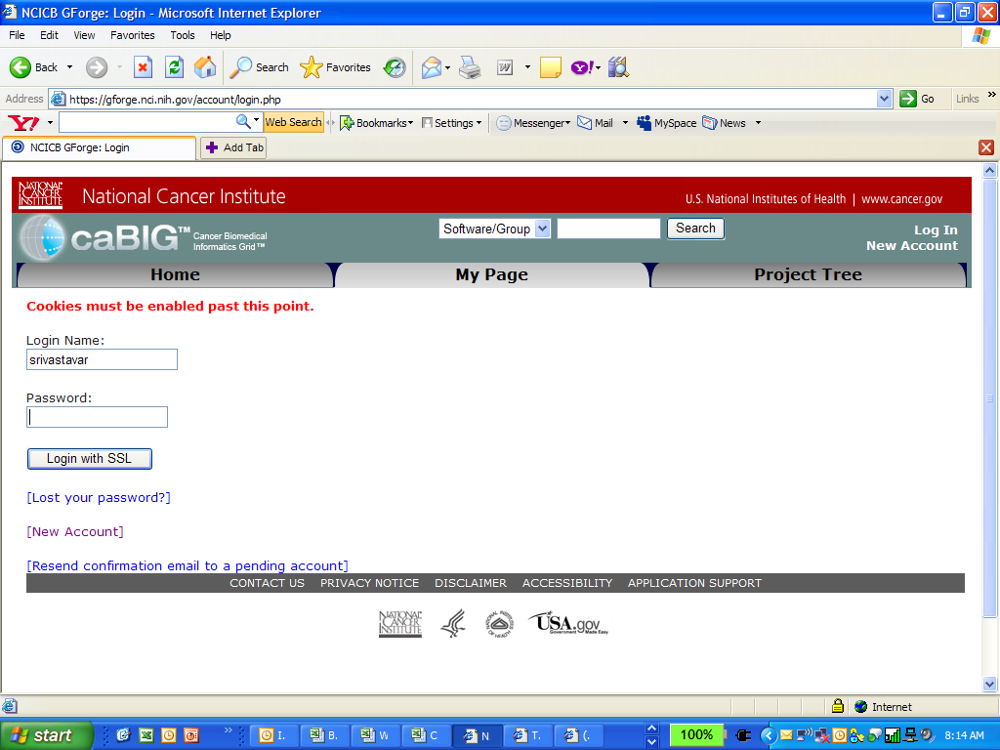 NCICB GForge: Login - Microsoft Internet Explorer
File Edit View Favorites Tools Help
Back Search Favorites
Address https://gforge.nci.nih.gov/account/login.php Go Links »
Y! Web Search Bookmarks Settings Messenger Mail MySpace News
NCICB GForge: Login Add Tab
NATIONAL CANCER INSTITUTE National Cancer Institute U.S. National Institutes of Health | www.cancer.gov
caBIG™ Cancer Biomedical Informatics Grid™ Software/Group Search Log In
New Account
Home My Page Project Tree
Cookies must be enabled past this point.
Login Name:
srivastavar
Password:
Login with SSL
[Lost your password?]
[New Account]
[Resend confirmation email to a pending account]
CONTACT US PRIVACY NOTICE DISCLAIMER ACCESSIBILITY APPLICATION SUPPORT
NATIONAL CANCER INSTITUTE USA.gov Government Made Easy
Internet
start » I. B. W C N T. (. 100% 8:14 AM